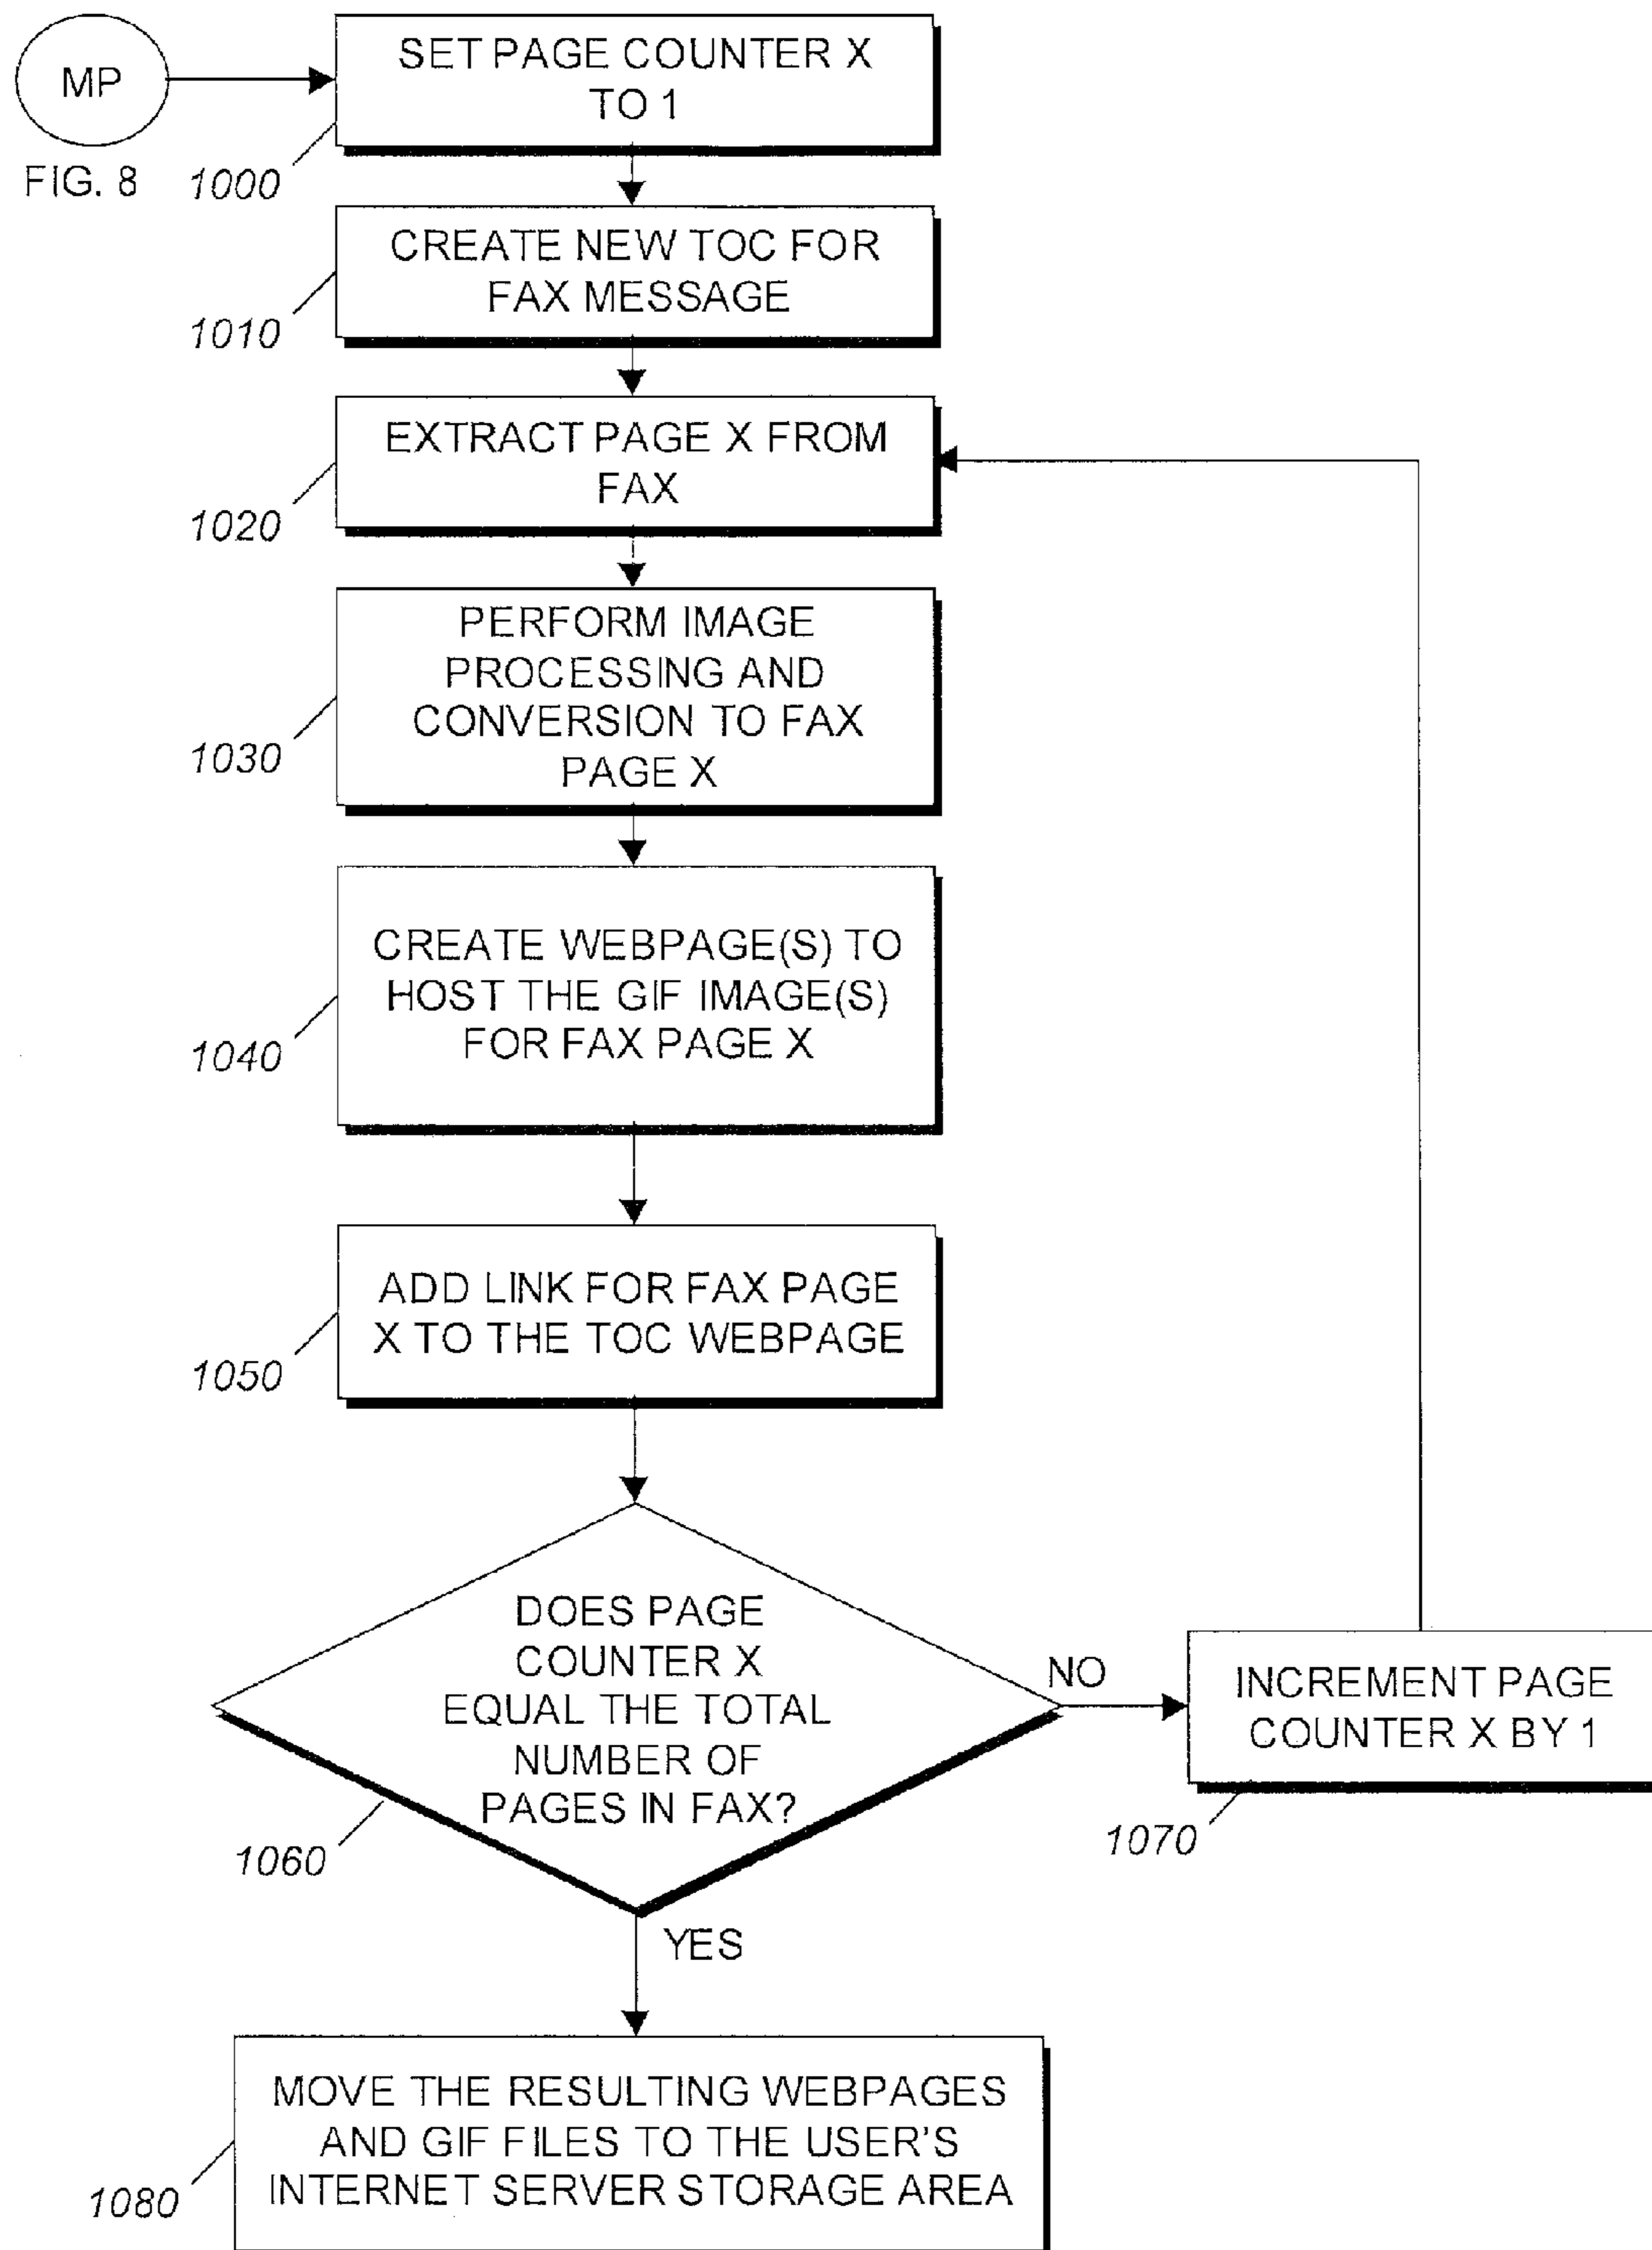 MP
FIG. 8
SET PAGE COUNTER X
TO 1
1000
CREATE NEW TOC FOR
FAX MESSAGE
1010
EXTRACT PAGE X FROM
FAX
1020
PERFORM IMAGE
PROCESSING AND
CONVERSION TO FAX
PAGE X
1030
CREATE WEBPAGE(S) TO
HOST THE GIF IMAGE(S)
FOR FAX PAGE X
1040
ADD LINK FOR FAX PAGE
X TO THE TOC WEBPAGE
1050
DOES PAGE
COUNTER X
EQUAL THE TOTAL
NUMBER OF
PAGES IN FAX?
1060
NO
INCREMENT PAGE
COUNTER X BY 1
1070
YES
MOVE THE RESULTING WEBPAGES
AND GIF FILES TO THE USER'S
INTERNET SERVER STORAGE AREA
1080